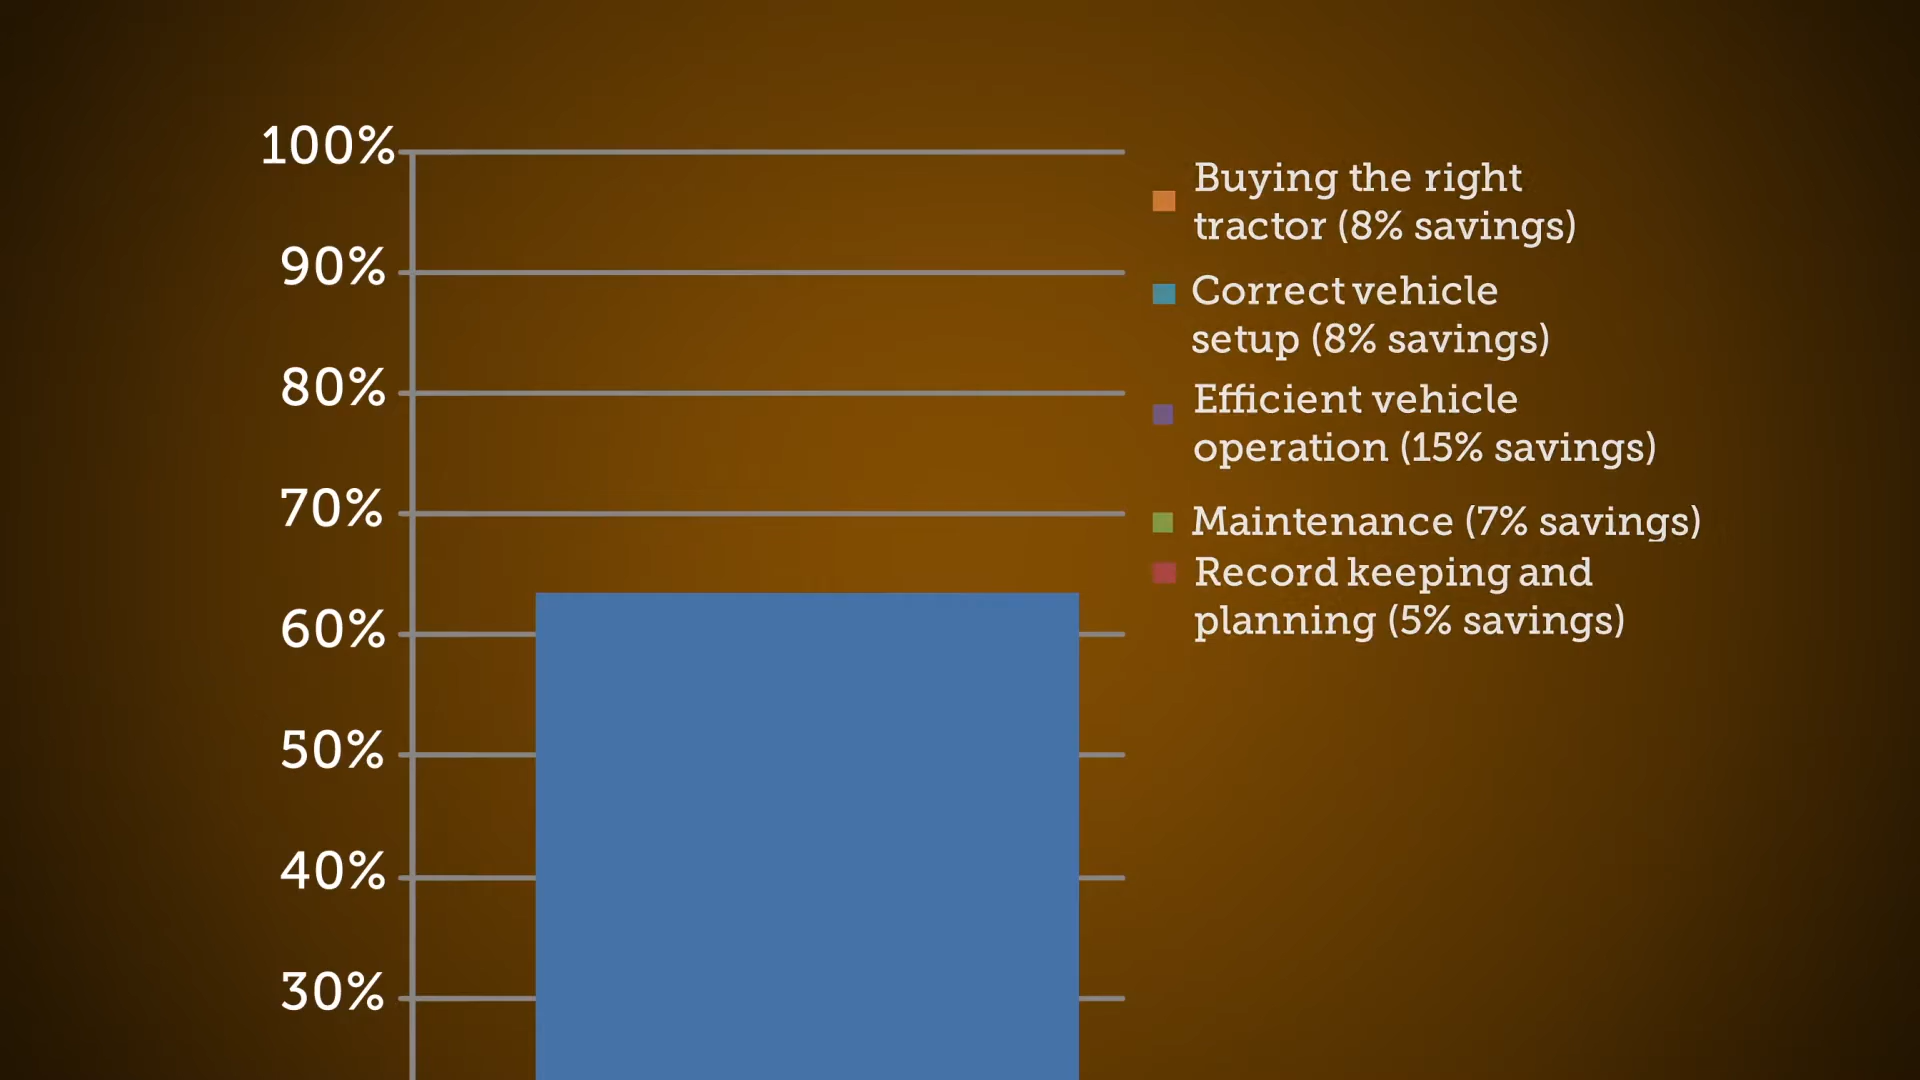 100%
90%
80%
70%
60%
50%
40%
30%
Buying the right
tractor (8% savings)
Correct vehicle
setup (8% savings)
Efficient vehicle
operation (15% savings)
Maintenance (7% savings)
Record keeping and
planning (5% savings)